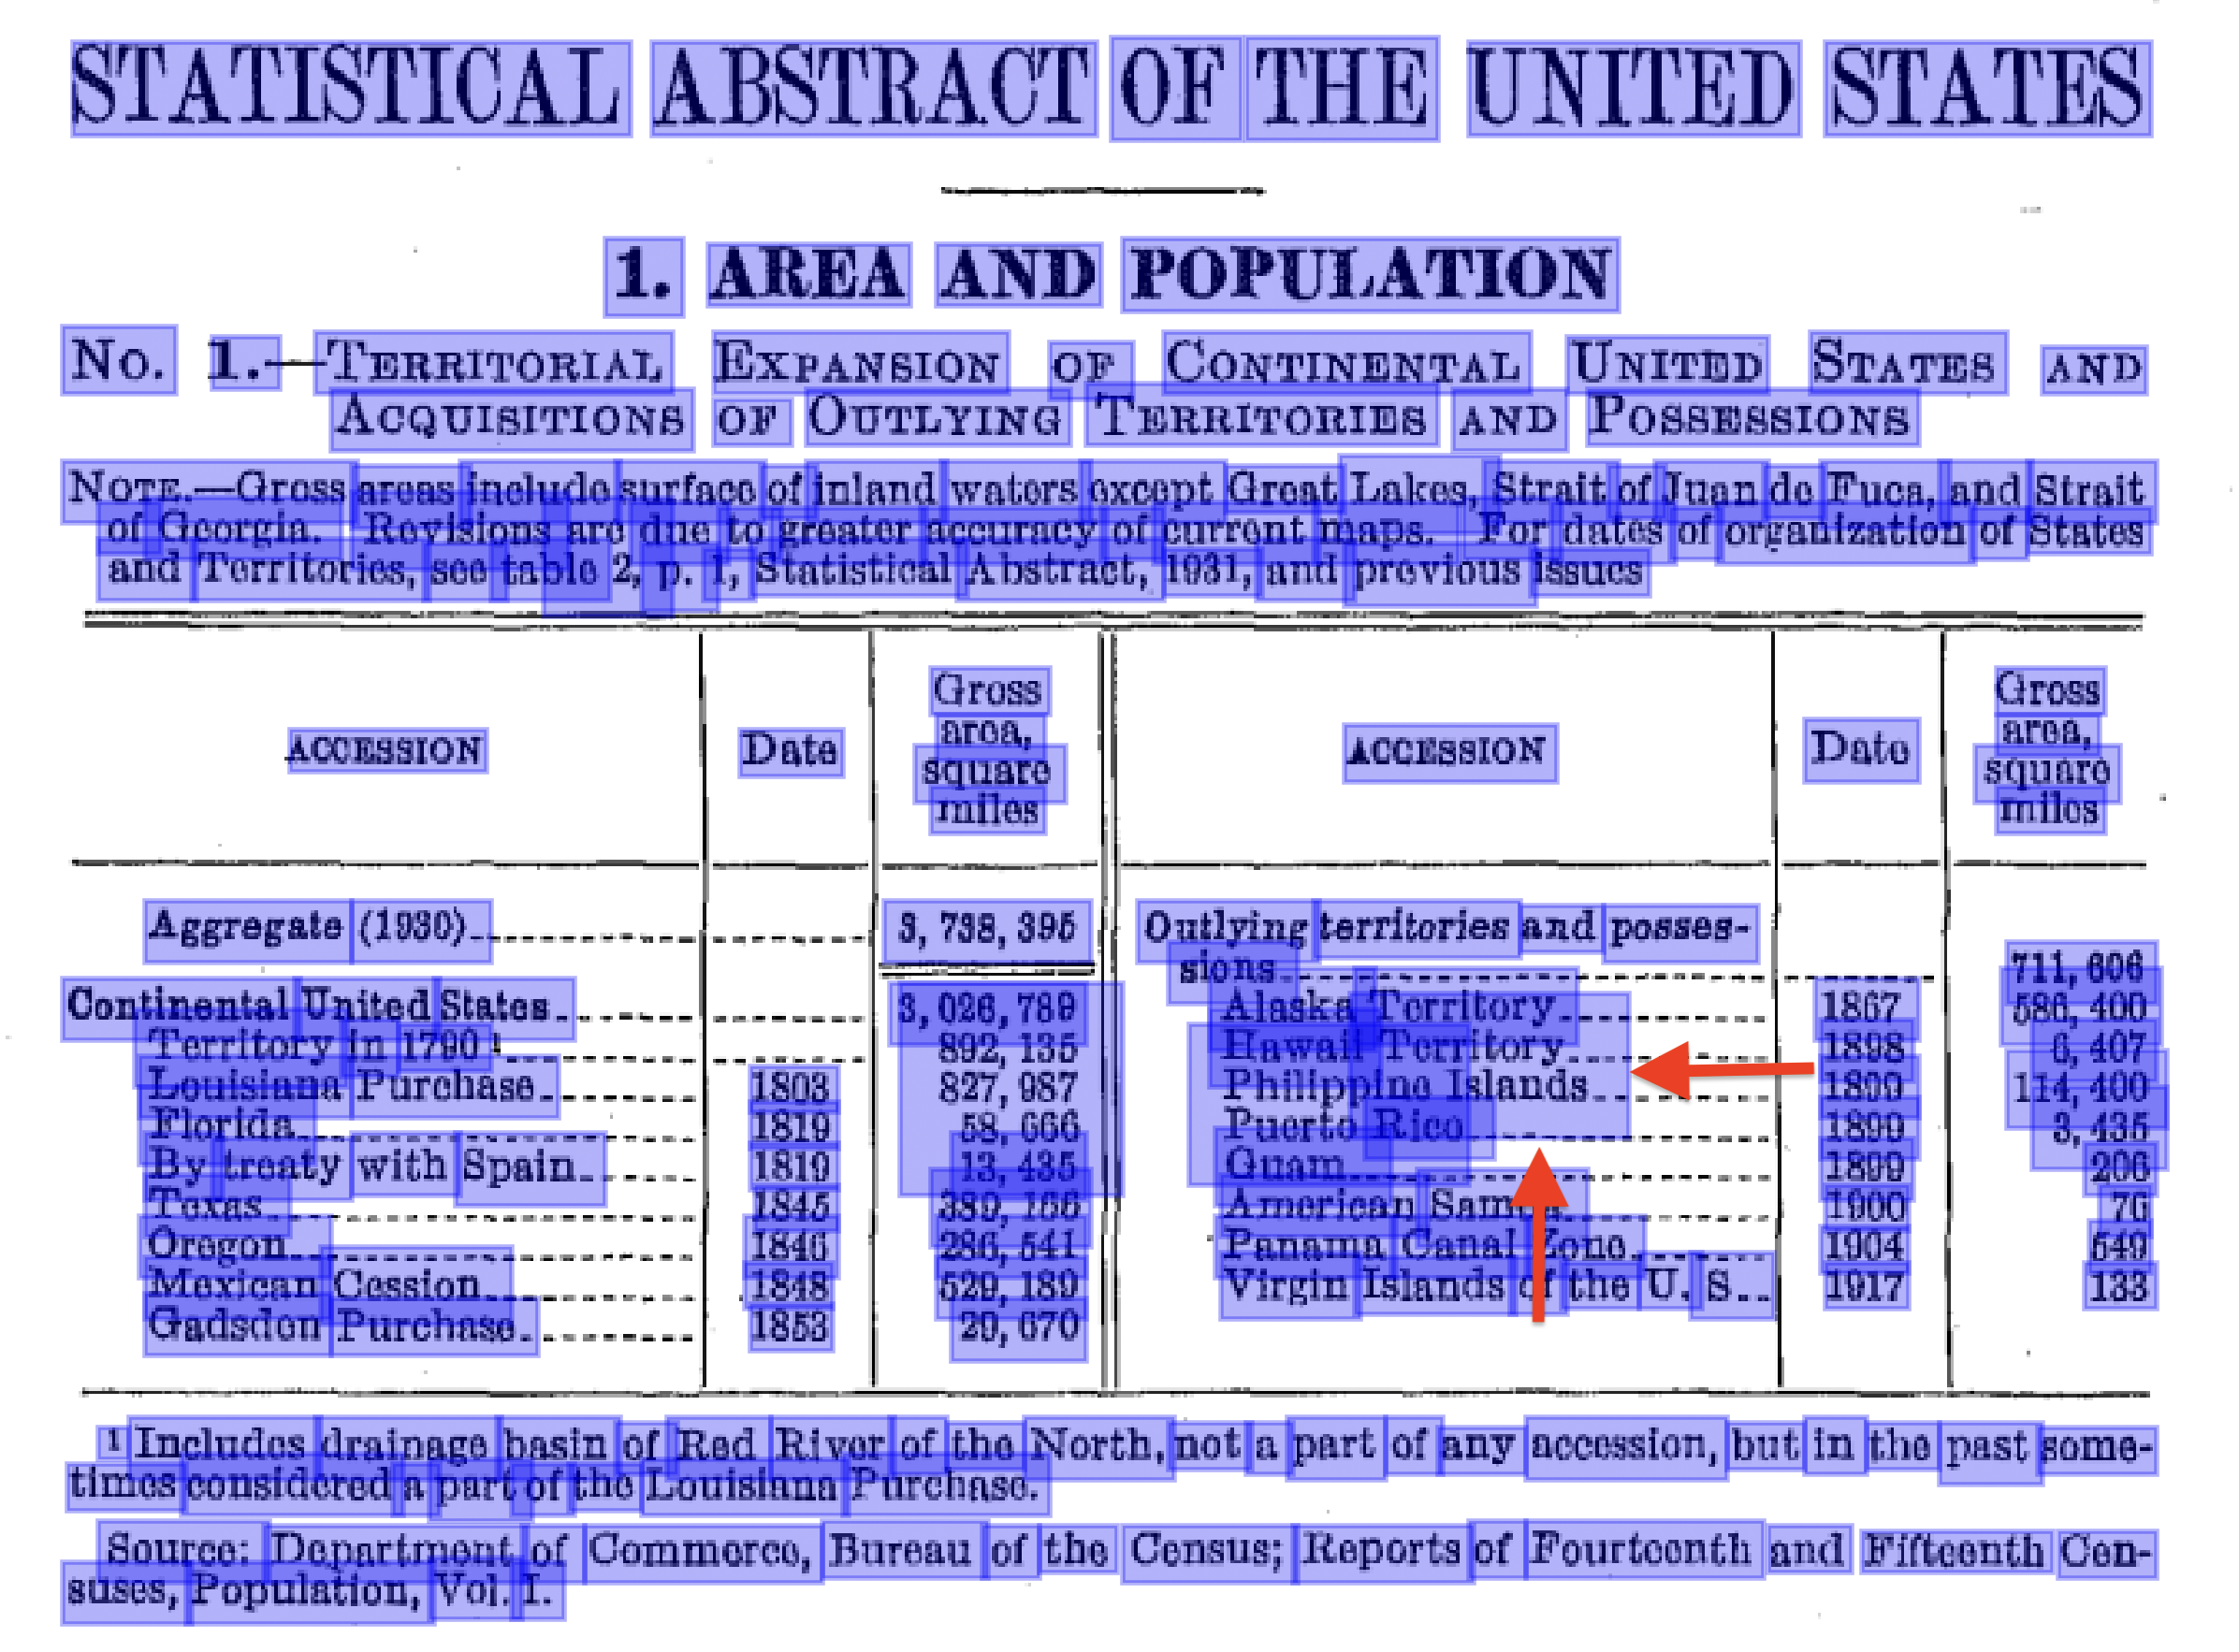 STATISTICAL ABSTRACT OF THE UNITED STATES
1. AREA AND POPULATION
No. 1.—TERRITORIAL EXPANSION OF CONTINENTAL UNITED STATES AND
ACQUISITIONS OF OUTLYING TERRITORIES AND POSSESSIONS
NOTE.—Gross areas include surface of inland waters except Great Lakes, Strait of Juan de Fuca, and Strait
of Georgia. Revisions are due to greater accuracy of current maps. For dates of organization of States
and Territories, see table 2, p. 1, Statistical Abstract, 1931, and previous issues
ACCESSION
Date
Gross
area,
square
miles
Aggregate (1930) 3,738,395
Continental United States 3,026,789
Territory in 1790 ¹ 892,135
Louisiana Purchase 1803 827,987
Florida 1819 58,666
By treaty with Spain 1819 13,435
Texas 1845 389,166
Oregon 1846 286,541
Mexican Cession 1848 529,189
Gadsden Purchase 1853 29,670
ACCESSION
Date
Gross
area,
square
miles
Outlying territories and posses-
sions 711,606
Alaska Territory 1867 586,400
Hawaii Territory 1898 6,407
Philippine Islands 1899 114,400
Puerto Rico 1899 3,435
Guam 1899 206
American Samoa 1900 76
Panama Canal Zone 1904 549
Virgin Islands of the U. S. 1917 133
¹ Includes drainage basin of Red River of the North, not a part of any accession, but in the past some-
times considered a part of the Louisiana Purchase.
Source: Department of Commerce, Bureau of the Census; Reports of Fourteenth and Fifteenth Cen-
suses, Population, Vol. I.